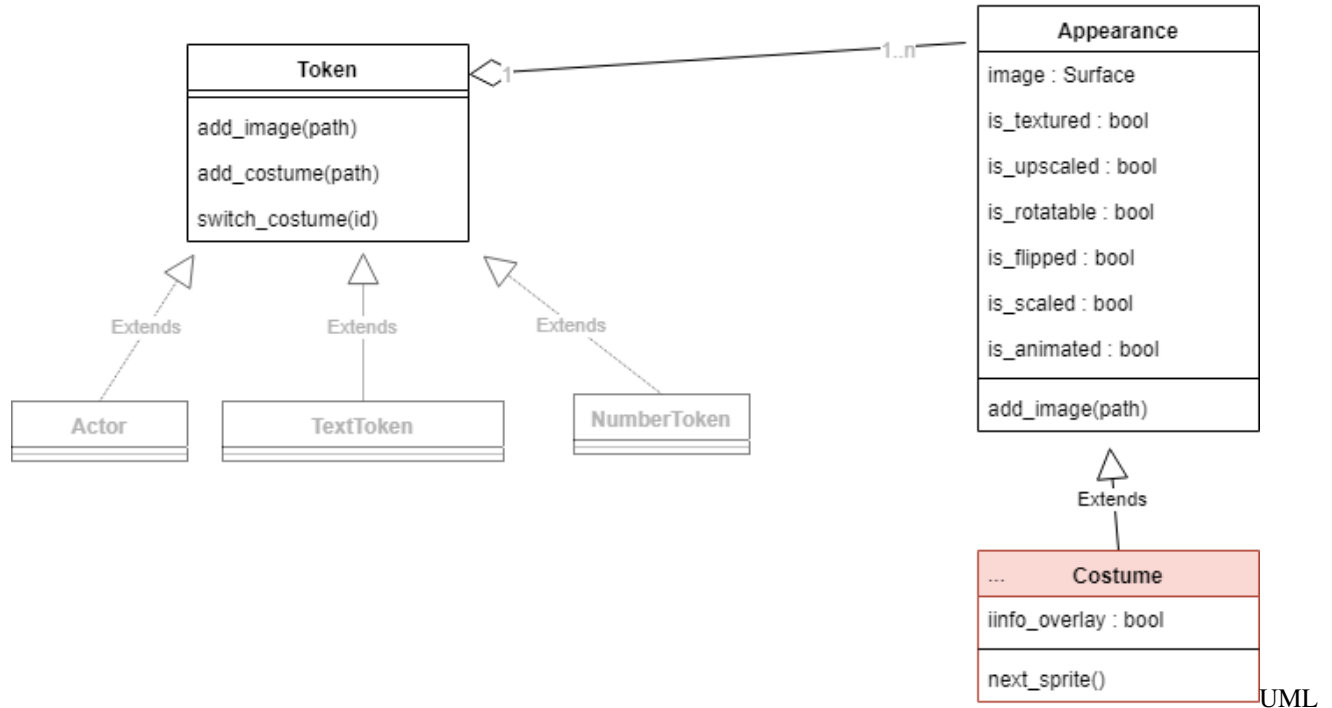 Token
add_image(path)
add_costume(path)
switch_costume(id)
1
1..n
Appearance
image : Surface
is_textured : bool
is_upscaled : bool
is_rotatable : bool
is_flipped : bool
is_scaled : bool
is_animated : bool
add_image(path)
Extends
Extends
Extends
Actor
TextToken
NumberToken
Extends
... Costume
iinfo_overlay : bool
next_sprite()
UML